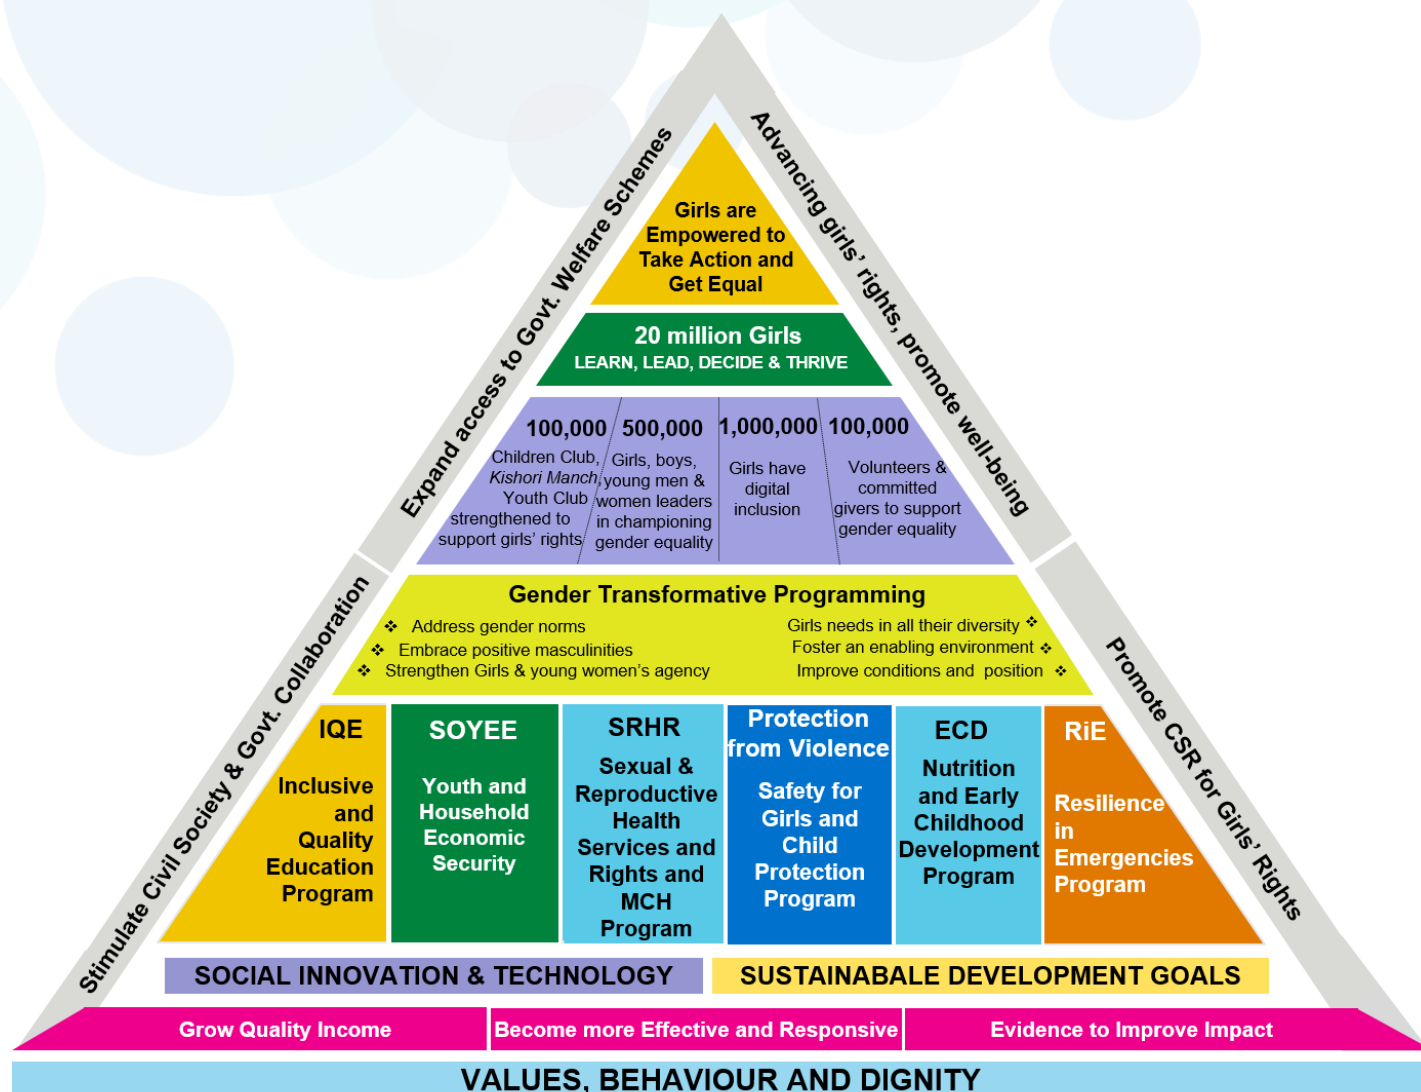 Expand access to Govt. Welfare Schemes
Advancing girls' rights, promote well-being
Stimulate Civil Society & Govt. Collaboration
Promote CSR for Girls' Rights
Girls are
Empowered to
Take Action and
Get Equal
20 million Girls
LEARN, LEAD, DECIDE & THRIVE
100,000
Children Club,
Kishori Manch,
Youth Club
strengthened to
support girls' rights
500,000
Girls, boys,
young men &
women leaders
in championing
gender equality
1,000,000
Girls have
digital
inclusion
100,000
Volunteers &
committed
givers to support
gender equality
Gender Transformative Programming
❖ Address gender norms
❖ Embrace positive masculinities
❖ Strengthen Girls & young women's agency
Girls needs in all their diversity ❖
Foster an enabling environment ❖
Improve conditions and position ❖
IQE
Inclusive
and
Quality
Education
Program
SOYEE
Youth and
Household
Economic
Security
SRHR
Sexual &
Reproductive
Health
Services and
Rights and
MCH
Program
Protection
from Violence
Safety for
Girls and
Child
Protection
Program
ECD
Nutrition
and Early
Childhood
Development
Program
RiE
Resilience
in
Emergencies
Program
SOCIAL INNOVATION & TECHNOLOGY
SUSTAINABALE DEVELOPMENT GOALS
Grow Quality Income
Become more Effective and Responsive
Evidence to Improve Impact
VALUES, BEHAVIOUR AND DIGNITY